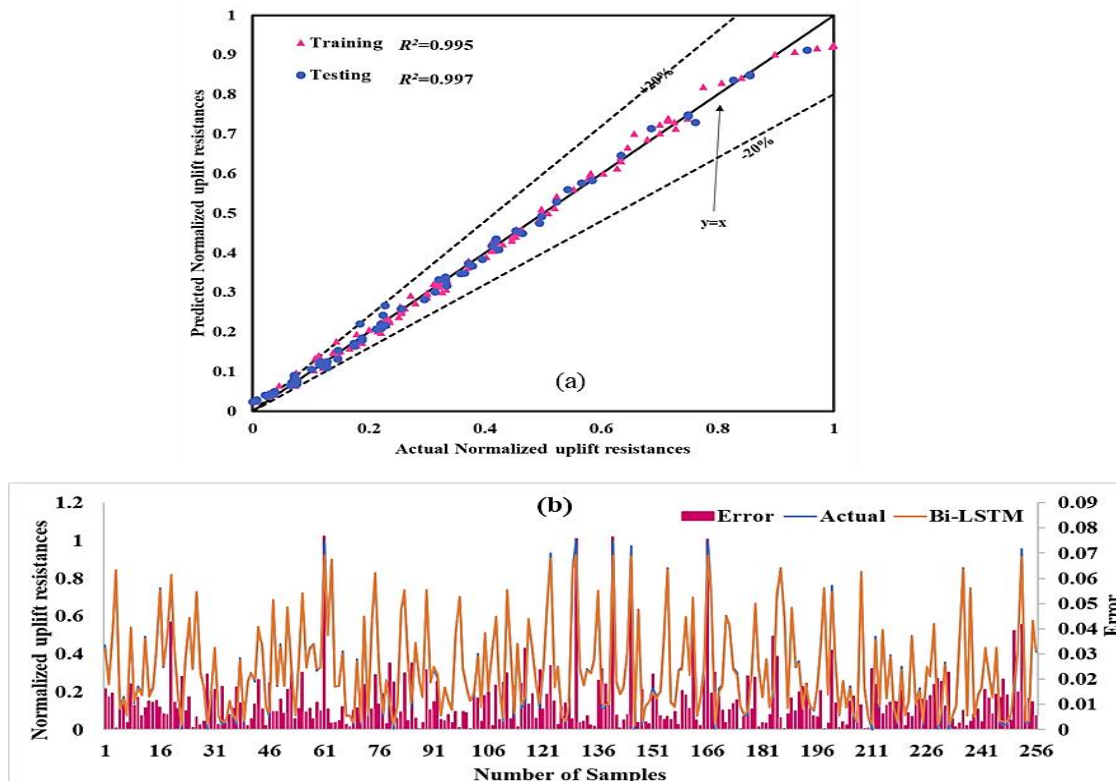 1
0.9
0.8
0.7
0.6
0.5
0.4
0.3
0.2
0.1
0
Predicted Normalized uplift resistances
Training R²=0.995
Testing R²=0.997
+20%
-20%
y=x
(a)
0 0.2 0.4 0.6 0.8 1
Actual Normalized uplift resistances
(b)
Error Actual Bi-LSTM
Normalized uplift resistances
1.2
1
0.8
0.6
0.4
0.2
0
0.09
0.08
0.07
0.06
0.05
0.04
0.03
0.02
0.01
0
Error
1 16 31 46 61 76 91 106 121 136 151 166 181 196 211 226 241 256
Number of Samples